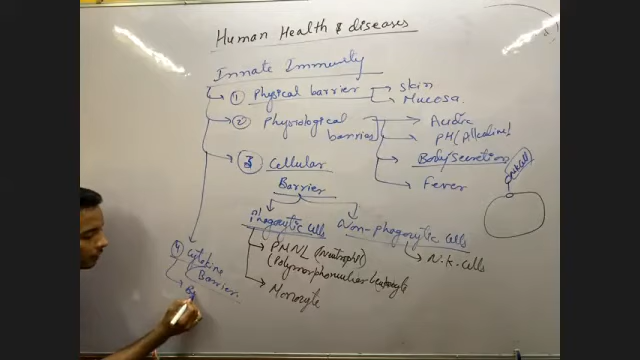 Human Health & diseases
Innate Immunity
① Physical barrier
Skin
Mucosa.
② Physiological barrier
Acidic
PH (Alkaline)
Body Secretion
Fever
③ Cellular Barrier
Phagocytic Cells
Non-phagocytic Cells
PMNL (Neutrophil)
(Polymorphonuclear Leukocyte
Monocyte
N.K-Cells
④ Cytokine
Barrier